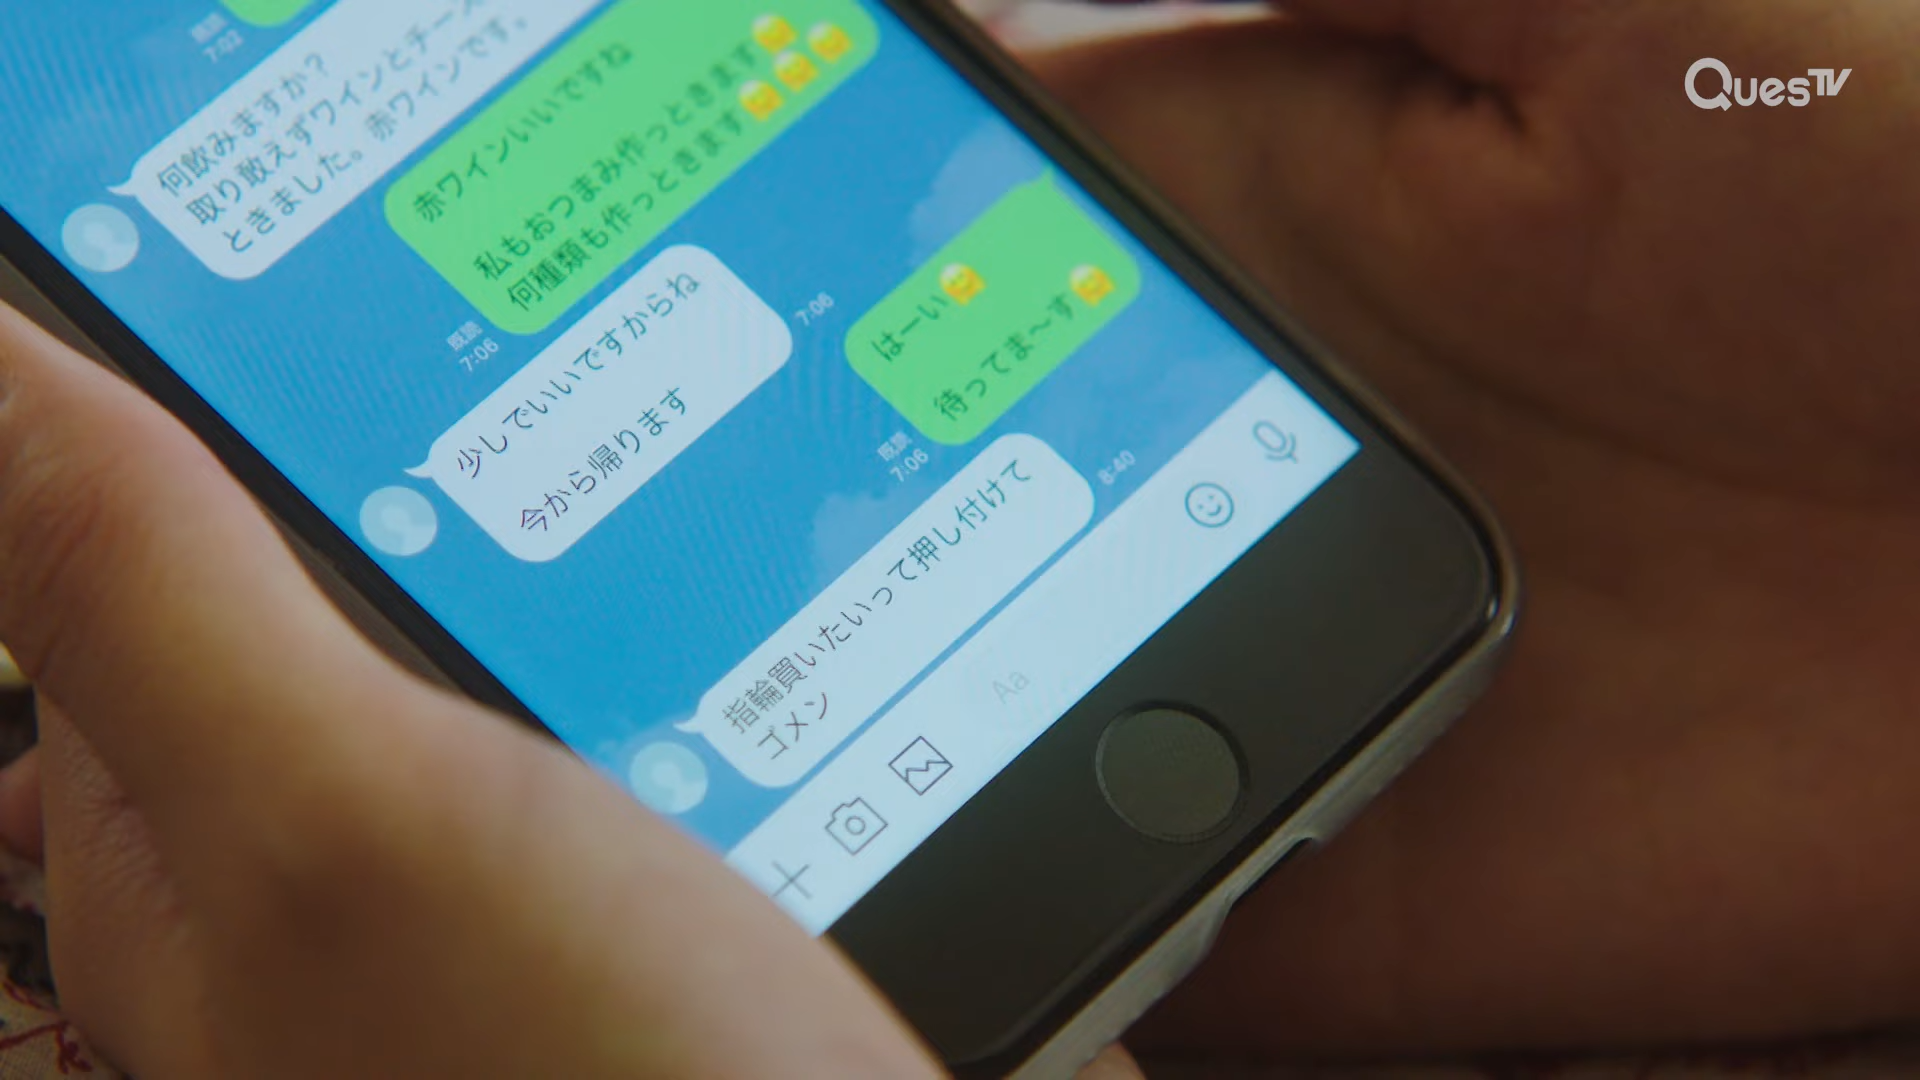 既読
7:02
何飲みますか?
取り敢えずワインとチーズ
ときました。赤ワインです。
赤ワインいいですね
私もおつまみ作っときます🤗
何種類も作っときます🤗🤗🤗
既読
7:06
少しでいいですからね
今から帰ります
7:06
はーい🤗
待ってま〜す🤗
既読
7:06
指輪買いたいって押し付けて
ゴメン
8:40
Aa
QuesTV